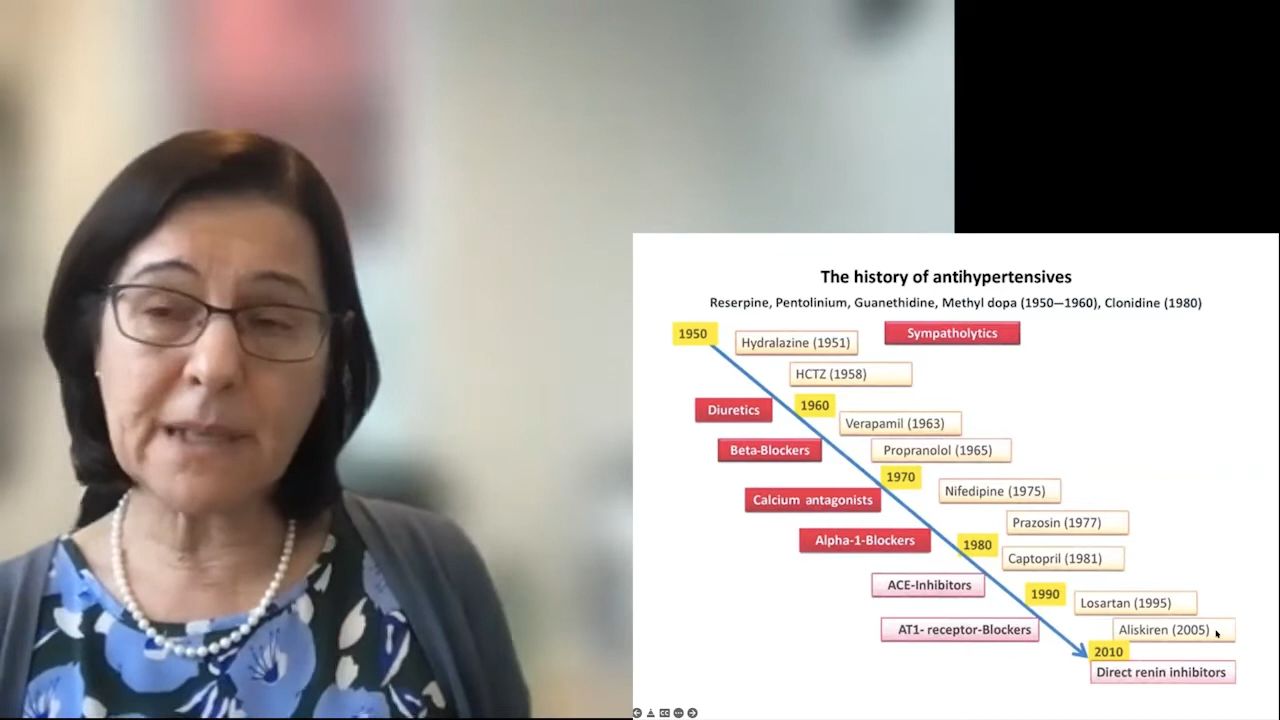 The history of antihypertensives
Reserpine, Pentolinium, Guanethidine, Methyl dopa (1950—1960), Clonidine (1980)
1950
Sympatholytics
Hydralazine (1951)
HCTZ (1958)
Diuretics
1960
Verapamil (1963)
Beta-Blockers
Propranolol (1965)
1970
Nifedipine (1975)
Calcium antagonists
Prazosin (1977)
Alpha-1-Blockers
1980
Captopril (1981)
ACE-Inhibitors
1990
Losartan (1995)
AT1- receptor-Blockers
Aliskiren (2005)
2010
Direct renin inhibitors